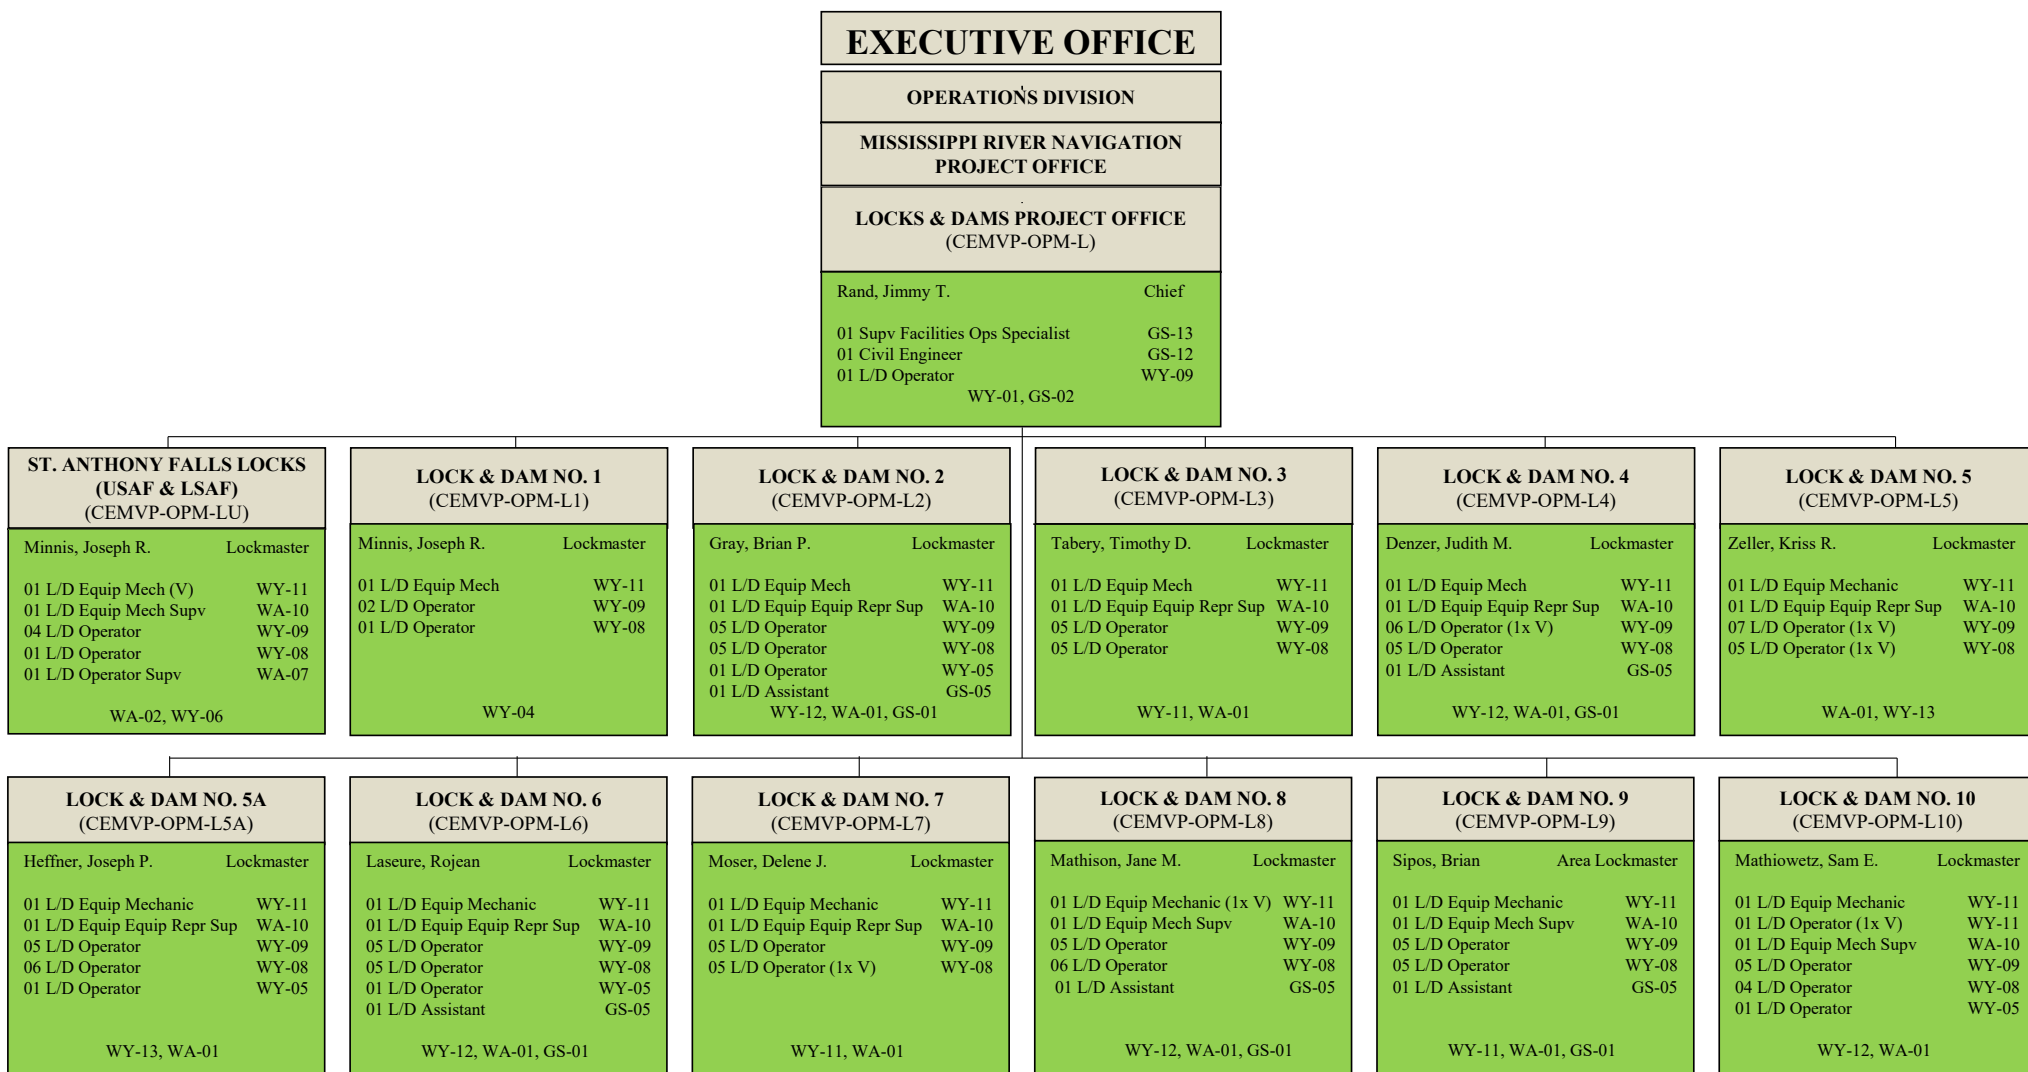 EXECUTIVE OFFICE
OPERATIONS DIVISION
MISSISSIPPI RIVER NAVIGATION
PROJECT OFFICE
LOCKS & DAMS PROJECT OFFICE
(CEMVP-OPM-L)
Rand, Jimmy T. Chief
01 Supv Facilities Ops Specialist GS-13
01 Civil Engineer GS-12
01 L/D Operator WY-09
WY-01, GS-02
ST. ANTHONY FALLS LOCKS
(USAF & LSAF)
(CEMVP-OPM-LU)
Minnis, Joseph R. Lockmaster
01 L/D Equip Mech (V) WY-11
01 L/D Equip Mech Supv WA-10
04 L/D Operator WY-09
01 L/D Operator WY-08
01 L/D Operator Supv WA-07
WA-02, WY-06
LOCK & DAM NO. 1
(CEMVP-OPM-L1)
Minnis, Joseph R. Lockmaster
01 L/D Equip Mech WY-11
02 L/D Operator WY-09
01 L/D Operator WY-08
WY-04
LOCK & DAM NO. 2
(CEMVP-OPM-L2)
Gray, Brian P. Lockmaster
01 L/D Equip Mech WY-11
01 L/D Equip Equip Repr Sup WA-10
05 L/D Operator WY-09
05 L/D Operator WY-08
01 L/D Operator WY-05
01 L/D Assistant GS-05
WY-12, WA-01, GS-01
LOCK & DAM NO. 3
(CEMVP-OPM-L3)
Tabery, Timothy D. Lockmaster
01 L/D Equip Mech WY-11
01 L/D Equip Equip Repr Sup WA-10
05 L/D Operator WY-09
05 L/D Operator WY-08
WY-11, WA-01
LOCK & DAM NO. 4
(CEMVP-OPM-L4)
Denzer, Judith M. Lockmaster
01 L/D Equip Mech WY-11
01 L/D Equip Equip Repr Sup WA-10
06 L/D Operator (1x V) WY-09
05 L/D Operator WY-08
01 L/D Assistant GS-05
WY-12, WA-01, GS-01
LOCK & DAM NO. 5
(CEMVP-OPM-L5)
Zeller, Kriss R. Lockmaster
01 L/D Equip Mechanic WY-11
01 L/D Equip Equip Repr Sup WA-10
07 L/D Operator (1x V) WY-09
05 L/D Operator (1x V) WY-08
WA-01, WY-13
LOCK & DAM NO. 5A
(CEMVP-OPM-L5A)
Heffner, Joseph P. Lockmaster
01 L/D Equip Mechanic WY-11
01 L/D Equip Equip Repr Sup WA-10
05 L/D Operator WY-09
06 L/D Operator WY-08
01 L/D Operator WY-05
WY-13, WA-01
LOCK & DAM NO. 6
(CEMVP-OPM-L6)
Laseure, Rojean Lockmaster
01 L/D Equip Mechanic WY-11
01 L/D Equip Equip Repr Sup WA-10
05 L/D Operator WY-09
05 L/D Operator WY-08
01 L/D Operator WY-05
01 L/D Assistant GS-05
WY-12, WA-01, GS-01
LOCK & DAM NO. 7
(CEMVP-OPM-L7)
Moser, Delene J. Lockmaster
01 L/D Equip Mechanic WY-11
01 L/D Equip Equip Repr Sup WA-10
05 L/D Operator WY-09
05 L/D Operator (1x V) WY-08
WY-11, WA-01
LOCK & DAM NO. 8
(CEMVP-OPM-L8)
Mathison, Jane M. Lockmaster
01 L/D Equip Mechanic (1x V) WY-11
01 L/D Equip Mech Supv WA-10
05 L/D Operator WY-09
06 L/D Operator WY-08
01 L/D Assistant GS-05
WY-12, WA-01, GS-01
LOCK & DAM NO. 9
(CEMVP-OPM-L9)
Sipos, Brian Area Lockmaster
01 L/D Equip Mechanic WY-11
01 L/D Equip Mech Supv WA-10
05 L/D Operator WY-09
05 L/D Operator WY-08
01 L/D Assistant GS-05
WY-11, WA-01, GS-01
LOCK & DAM NO. 10
(CEMVP-OPM-L10)
Mathiowetz, Sam E. Lockmaster
01 L/D Equip Mechanic WY-11
01 L/D Operator (1x V) WY-11
01 L/D Equip Mech Supv WA-10
05 L/D Operator WY-09
04 L/D Operator WY-08
01 L/D Operator WY-05
WY-12, WA-01